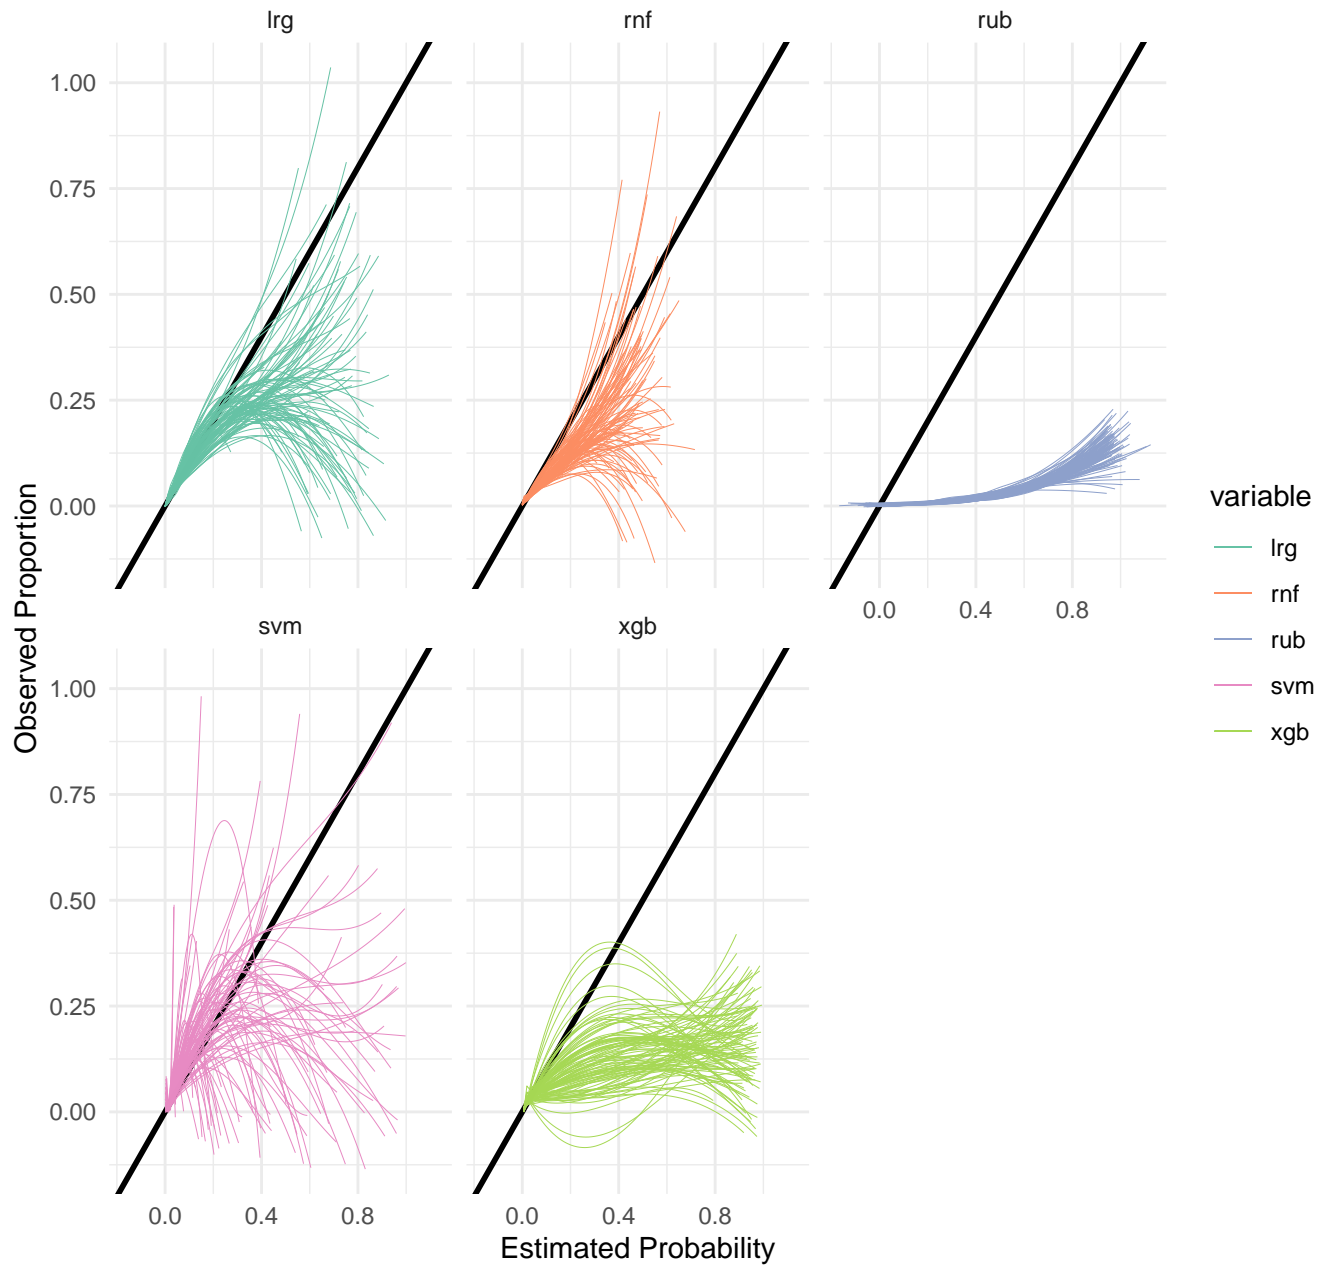 lrg
rnf
rub
1.00
0.75
0.50
0.25
0.00
0.0 0.4 0.8
svm
xgb
1.00
0.75
0.50
0.25
0.00
0.0 0.4 0.8
0.0 0.4 0.8
Estimated Probability
Observed Proportion
variable
lrg
rnf
rub
svm
xgb